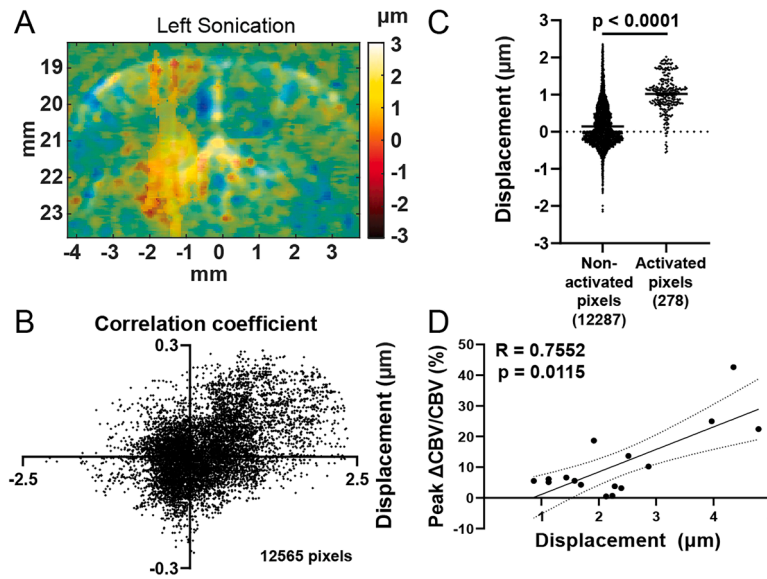 A
Left Sonication
µm
3
2
1
0
-1
-2
-3
19
20
21
22
23
mm
-4 -3 -2 -1 0 1 2 3
mm
B
Correlation coefficient
0.3
-2.5
2.5
-0.3
Displacement (µm)
12565 pixels
C
p < 0.0001
3
2
1
0
1
2
-3
Displacement (µm)
Non-
activated
pixels
(12287)
Activated
pixels
(278)
D
R = 0.7552
p = 0.0115
50
40
30
20
10
0
-10
Peak ΔCBV/CBV (%)
1 2 3 4
Displacement (µm)